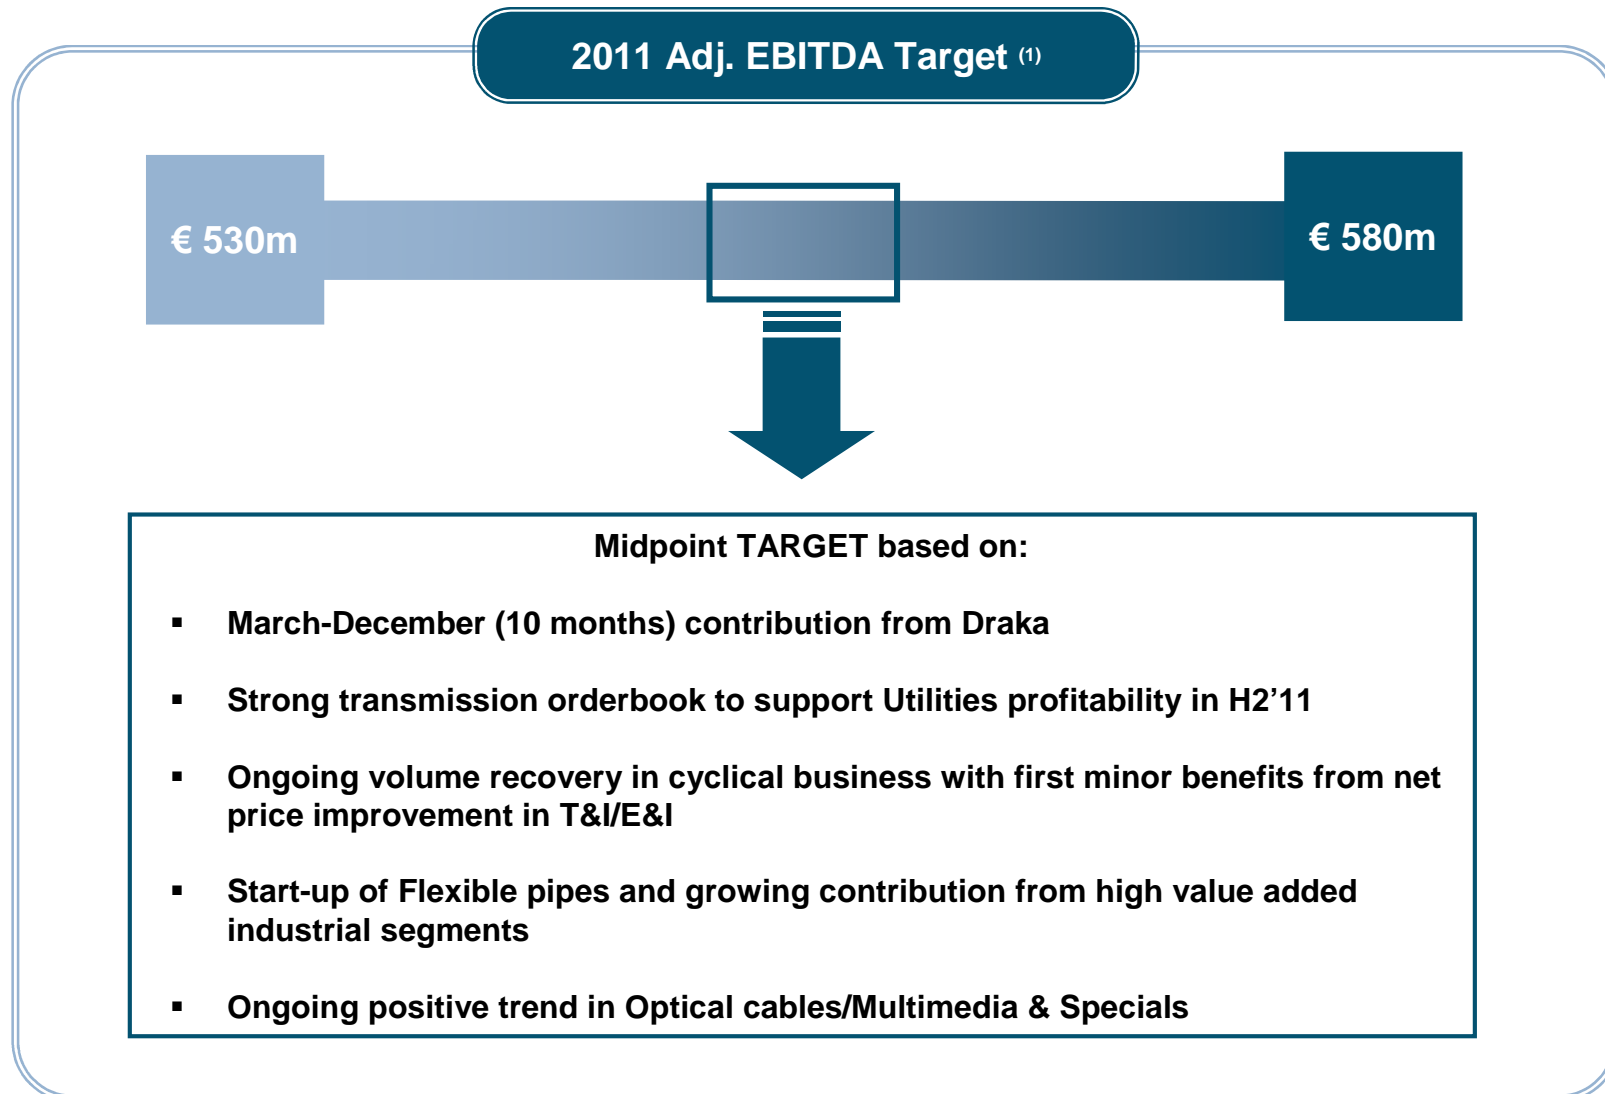 2011 Adj. EBITDA Target (1)
€ 530m
€ 580m
Midpoint TARGET based on:
▪ March-December (10 months) contribution from Draka
▪ Strong transmission orderbook to support Utilities profitability in H2’11
▪ Ongoing volume recovery in cyclical business with first minor benefits from net
price improvement in T&I/E&I
▪ Start-up of Flexible pipes and growing contribution from high value added
industrial segments
▪ Ongoing positive trend in Optical cables/Multimedia & Specials